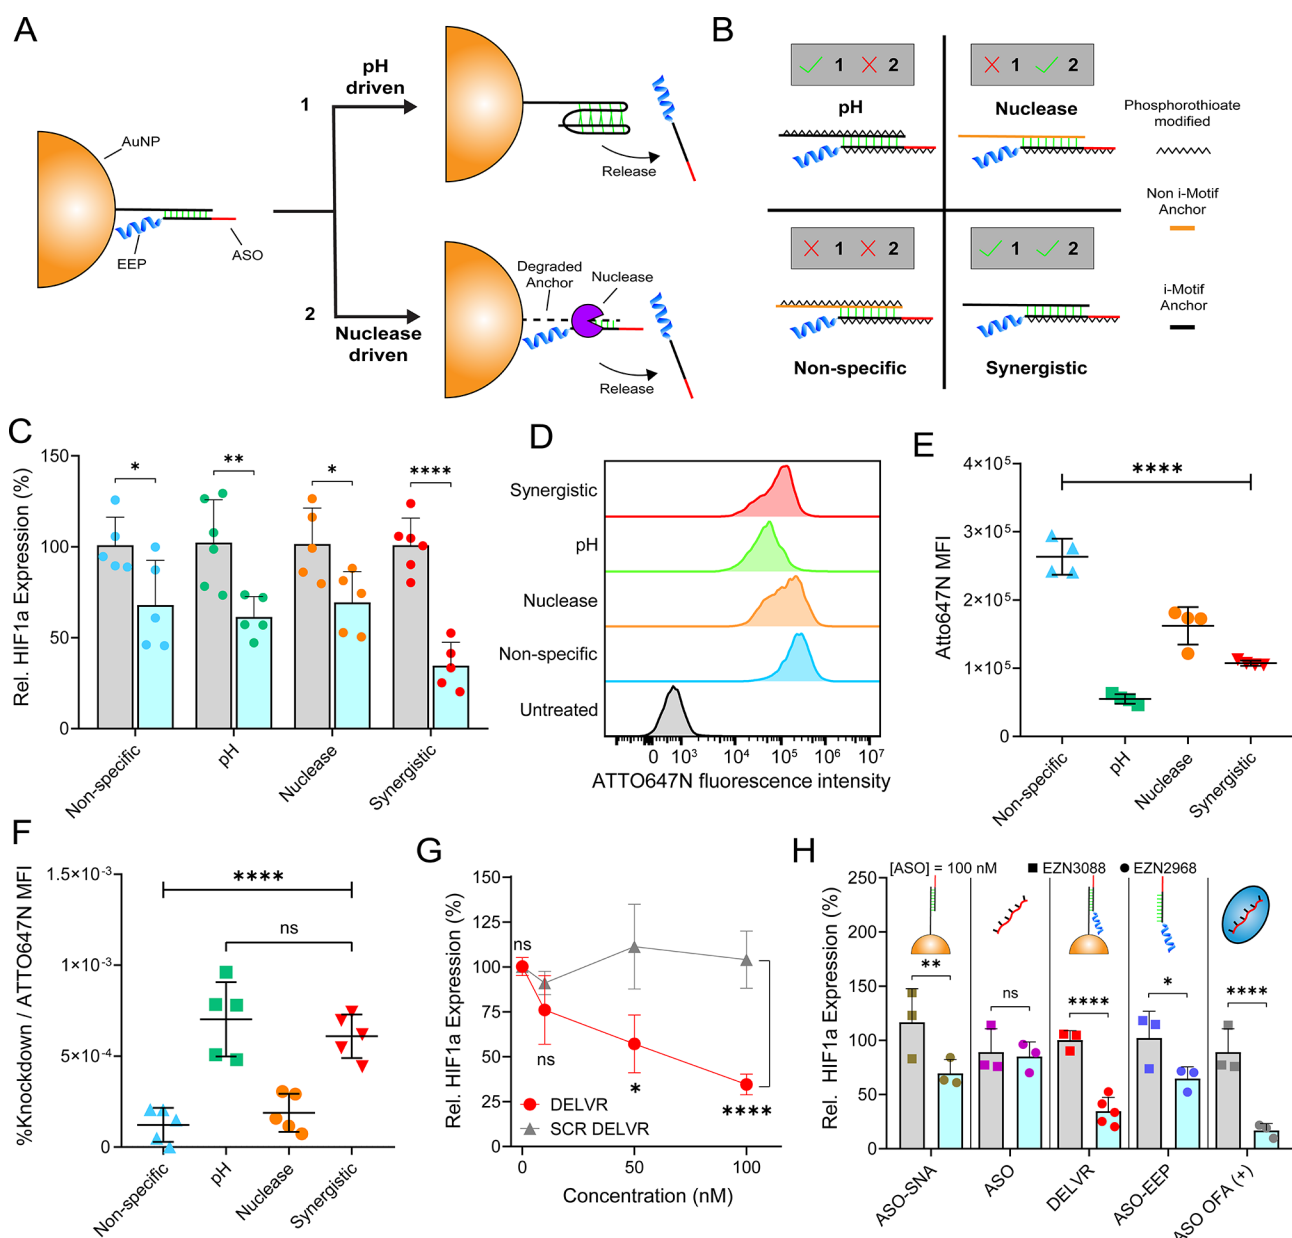 A
pH
driven
1
AuNP
EEP
ASO
Release
2
Nuclease
driven
Degraded
Anchor
Nuclease
Release
B
✓ 1 ✗ 2
pH
✗ 1 ✓ 2
Nuclease
✗ 1 ✗ 2
Non-specific
✓ 1 ✓ 2
Synergistic
Phosphorothioate
modified
Non i-Motif
Anchor
i-Motif
Anchor
C
Rel. HIF1a Expression (%)
150
100
50
0
*
**
*
****
Non-specific
pH
Nuclease
Synergistic
D
Synergistic
pH
Nuclease
Non-specific
Untreated
0 10³ 10⁴ 10⁵ 10⁶ 10⁷
ATTO647N fluorescence intensity
E
Atto647N MFI
4×10⁵
3×10⁵
2×10⁵
1×10⁵
0
****
Non-specific
pH
Nuclease
Synergistic
F
%Knockdown / ATTO647N MFI
1.5×10⁻³
1×10⁻³
5×10⁻⁴
0
****
ns
Non-specific
pH
Nuclease
Synergistic
G
Rel. HIF1a Expression (%)
150
125
100
75
50
25
0
ns
ns
*
****
DELVR
SCR DELVR
0 50 100
Concentration (nM)
H
[ASO] = 100 nM
EZN3088
EZN2968
Rel. HIF1a Expression (%)
250
200
150
100
50
0
**
ns
****
*
****
ASO-SNA
ASO
DELVR
ASO-EEP
ASO OFA (+)